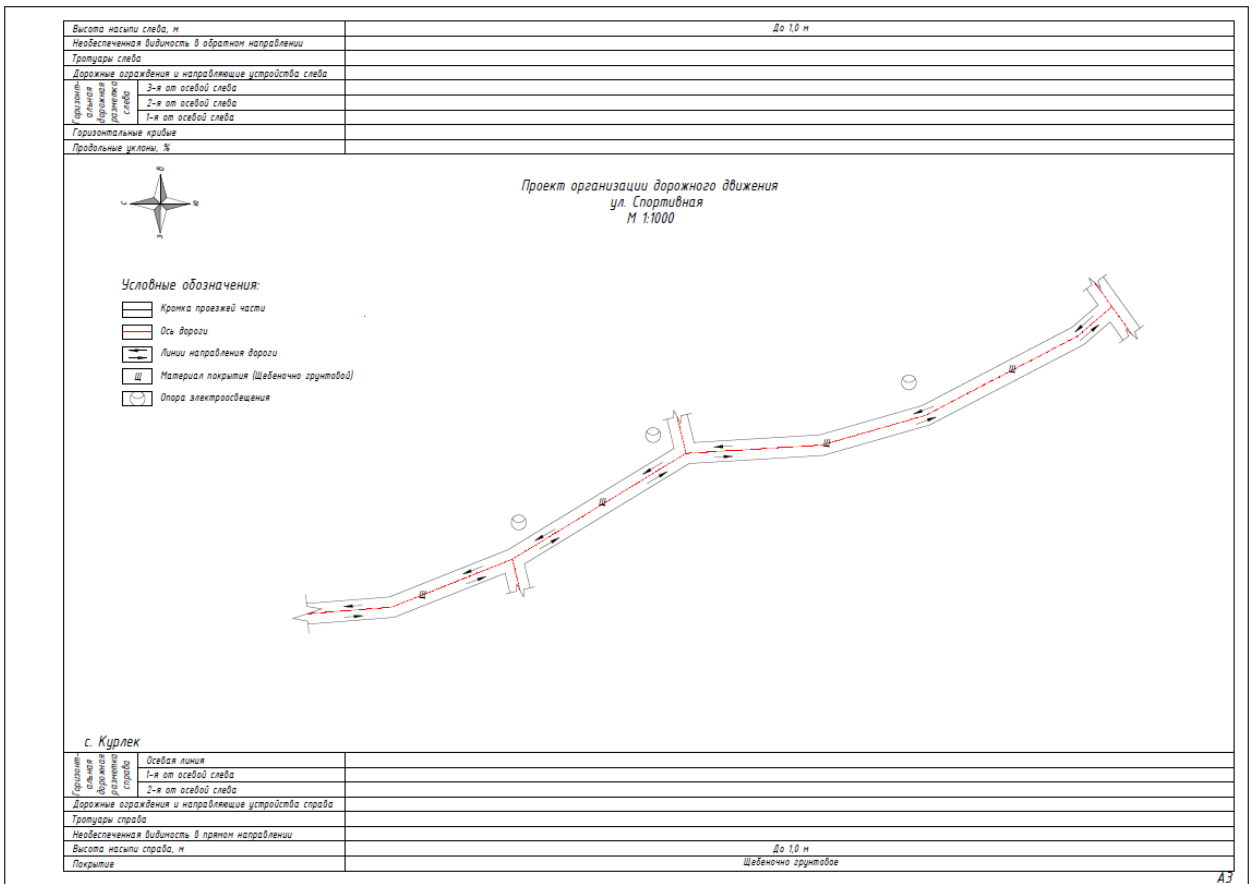 Высота насыпи слева, м До 1,0 м
Необеспеченная видимость в обратном направлении
Тротуары слева
Дорожные ограждения и направляющие устройства слева
Горизонт-
альная
дорожная
разметка
слева
3-я от осевой слева
2-я от осевой слева
1-я от осевой слева
Горизонтальные кривые
Продольные уклоны, %
Проект организации дорожного движения
ул. Спортивная
М 1:1000
С
З
Условные обозначения:
Кромка проезжей части
Ось дороги
Линии направления дороги
Щ Материал покрытия (Щебеночно грунтовой)
Опора электроосвещения
Щ
Щ
Щ
Щ
Щ
с. Курлек
Горизонт-
альная
дорожная
разметка
справа
Осевая линия
1-я от осевой слева
2-я от осевой слева
Дорожные ограждения и направляющие устройства справа
Тротуары справа
Необеспеченная видимость в прямом направлении
Высота насыпи справа, м До 1,0 м
Покрытие Щебеночно грунтовое
А3